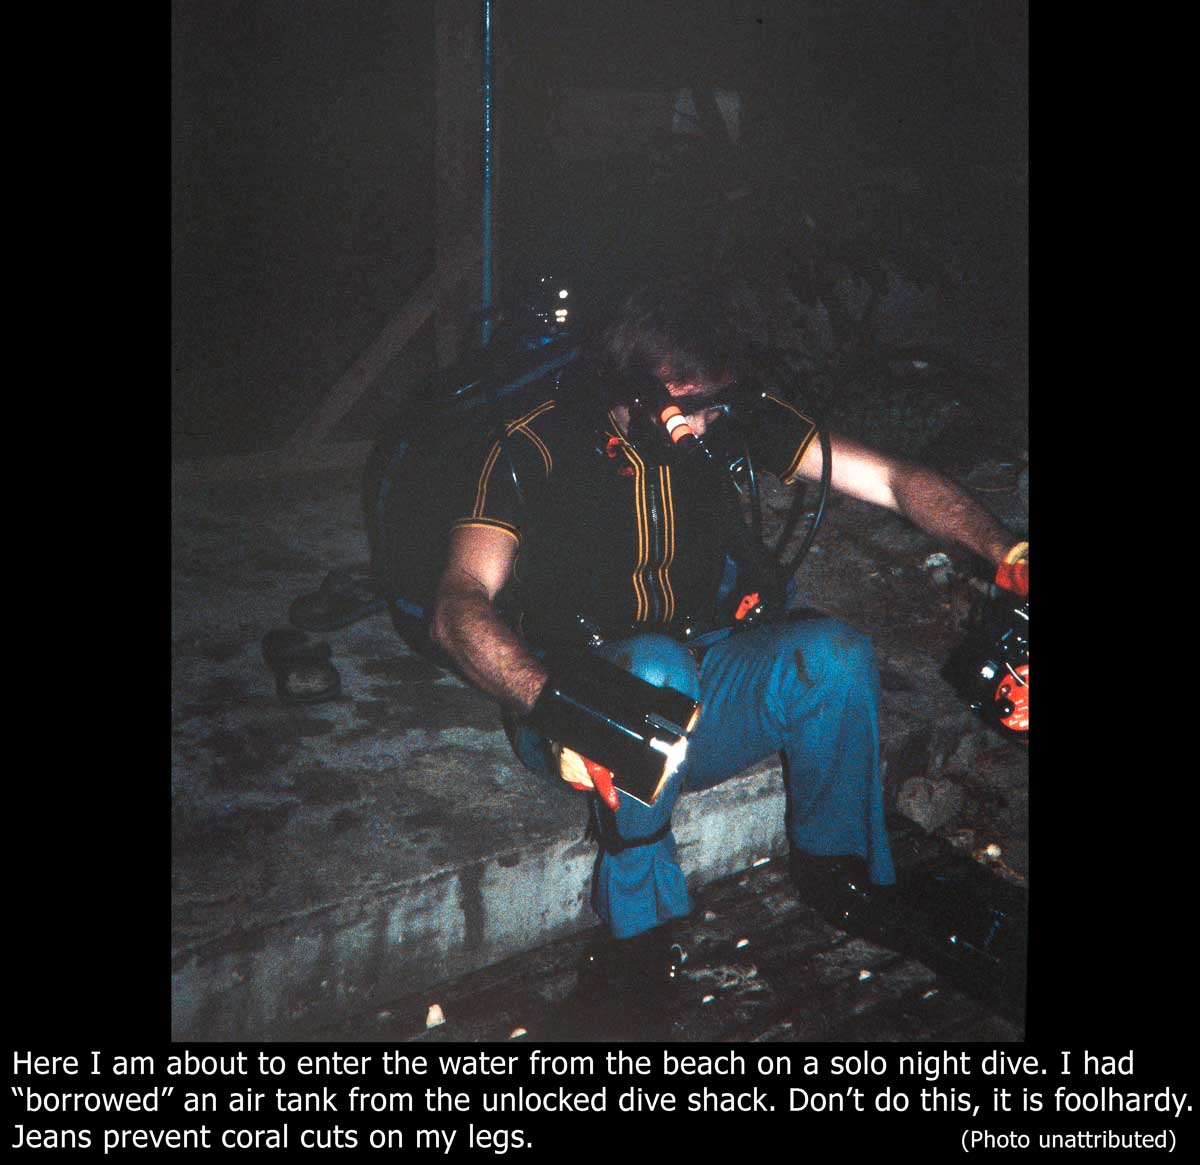 Here I am about to enter the water from the beach on a solo night dive. I had
“borrowed” an air tank from the unlocked dive shack. Don’t do this, it is foolhardy.
Jeans prevent coral cuts on my legs. (Photo unattributed)